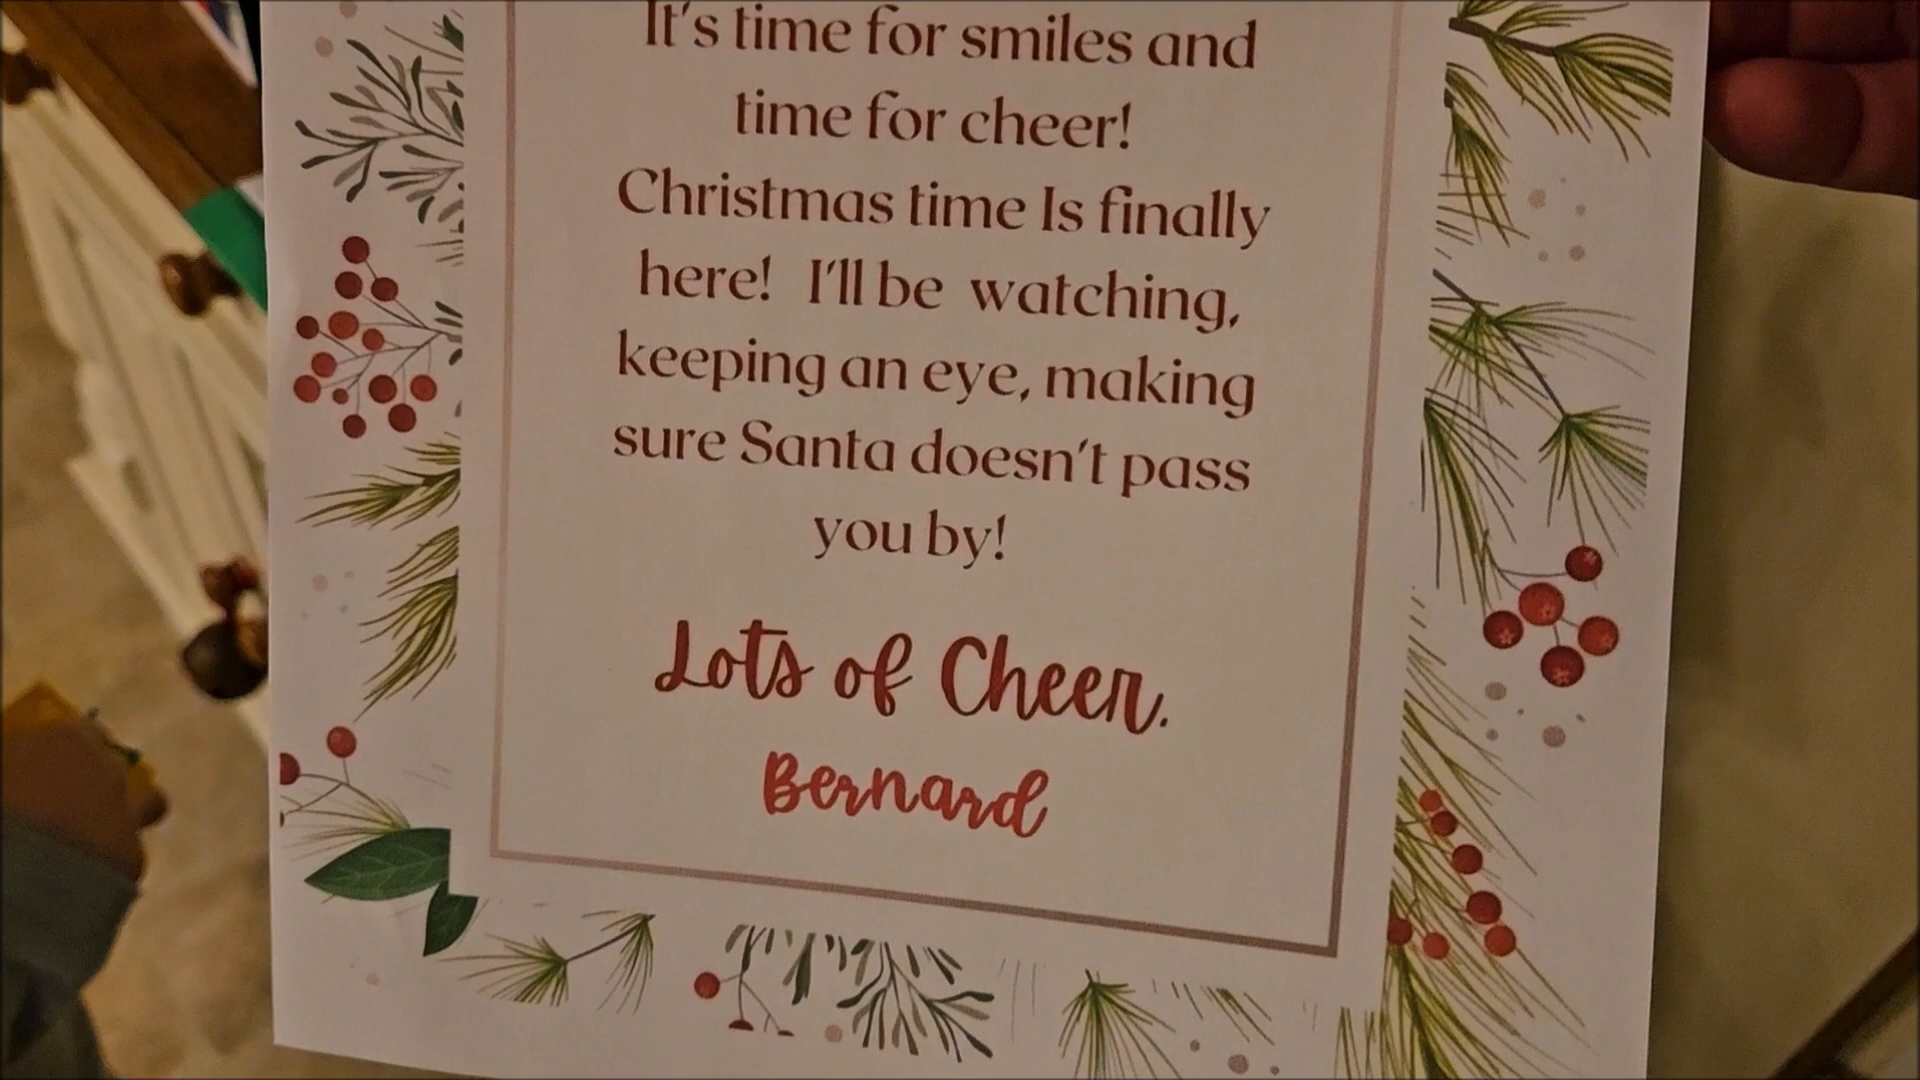 It's time for smiles and
time for cheer!
Christmas time Is finally
here! I'll be watching,
keeping an eye, making
sure Santa doesn't pass
you by!
Lots of Cheer.
Bernard